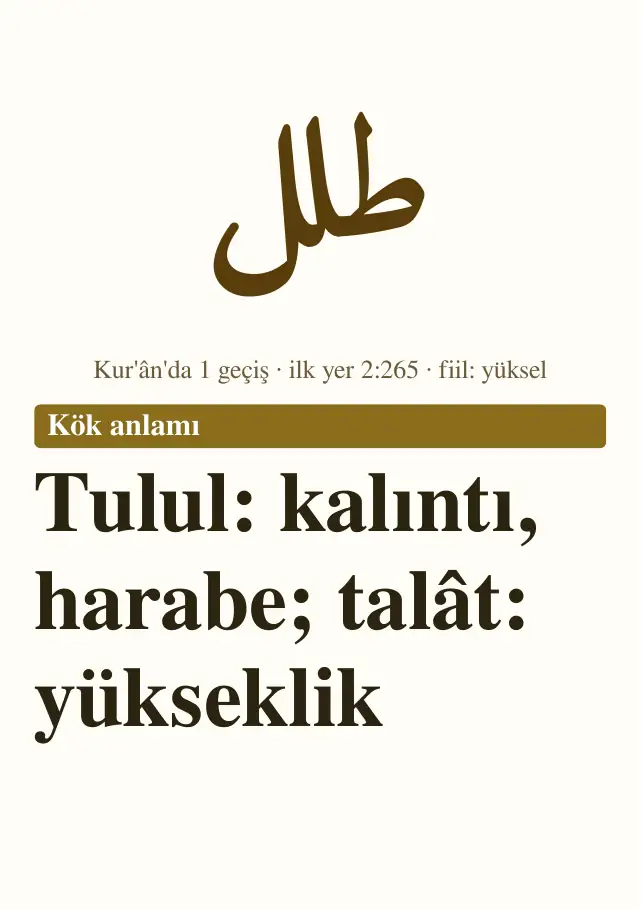 طلل
Kur'ân'da 1 geçiş · ilk yer 2:265 · fiil: yüksel
Kök anlamı
Tulul: kalıntı,
harabe; talât:
yükseklik